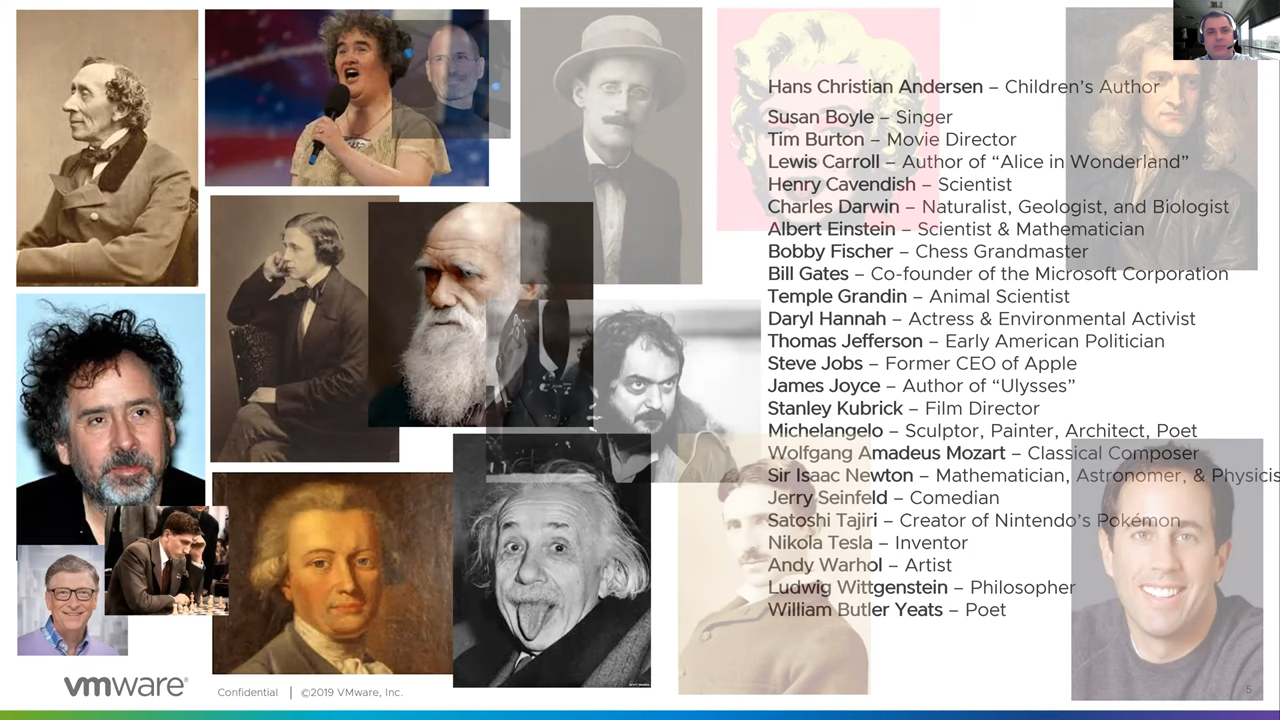 Hans Christian Andersen – Children's Author
Susan Boyle – Singer
Tim Burton – Movie Director
Lewis Carroll – Author of “Alice in Wonderland”
Henry Cavendish – Scientist
Charles Darwin – Naturalist, Geologist, and Biologist
Albert Einstein – Scientist & Mathematician
Bobby Fischer – Chess Grandmaster
Bill Gates – Co-founder of the Microsoft Corporation
Temple Grandin – Animal Scientist
Daryl Hannah – Actress & Environmental Activist
Thomas Jefferson – Early American Politician
Steve Jobs – Former CEO of Apple
James Joyce – Author of “Ulysses”
Stanley Kubrick – Film Director
Michelangelo – Sculptor, Painter, Architect, Poet
Wolfgang Amadeus Mozart – Classical Composer
Sir Isaac Newton – Mathematician, Astronomer, & Physicis
Jerry Seinfeld – Comedian
Satoshi Tajiri – Creator of Nintendo's Pokémon
Nikola Tesla – Inventor
Andy Warhol – Artist
Ludwig Wittgenstein – Philosopher
William Butler Yeats – Poet
vmware® Confidential | ©2019 VMware, Inc. 5